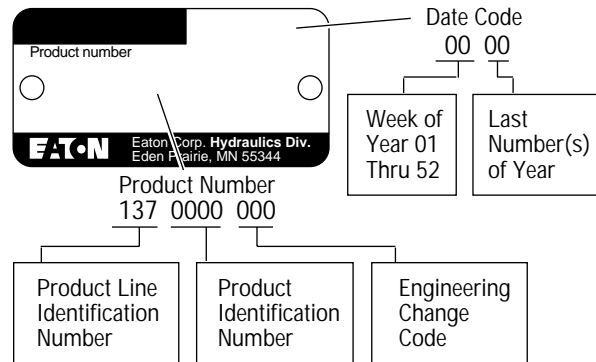 Date Code
00 00
Product number
Week of
Year 01
Thru 52
Last
Number(s)
of Year
EATON
Eaton Corp. Hydraulics Div.
Eden Prairie, MN 55344
Product Number
137 0000 000
Product Line
Identification
Number
Product
Identification
Number
Engineering
Change
Code